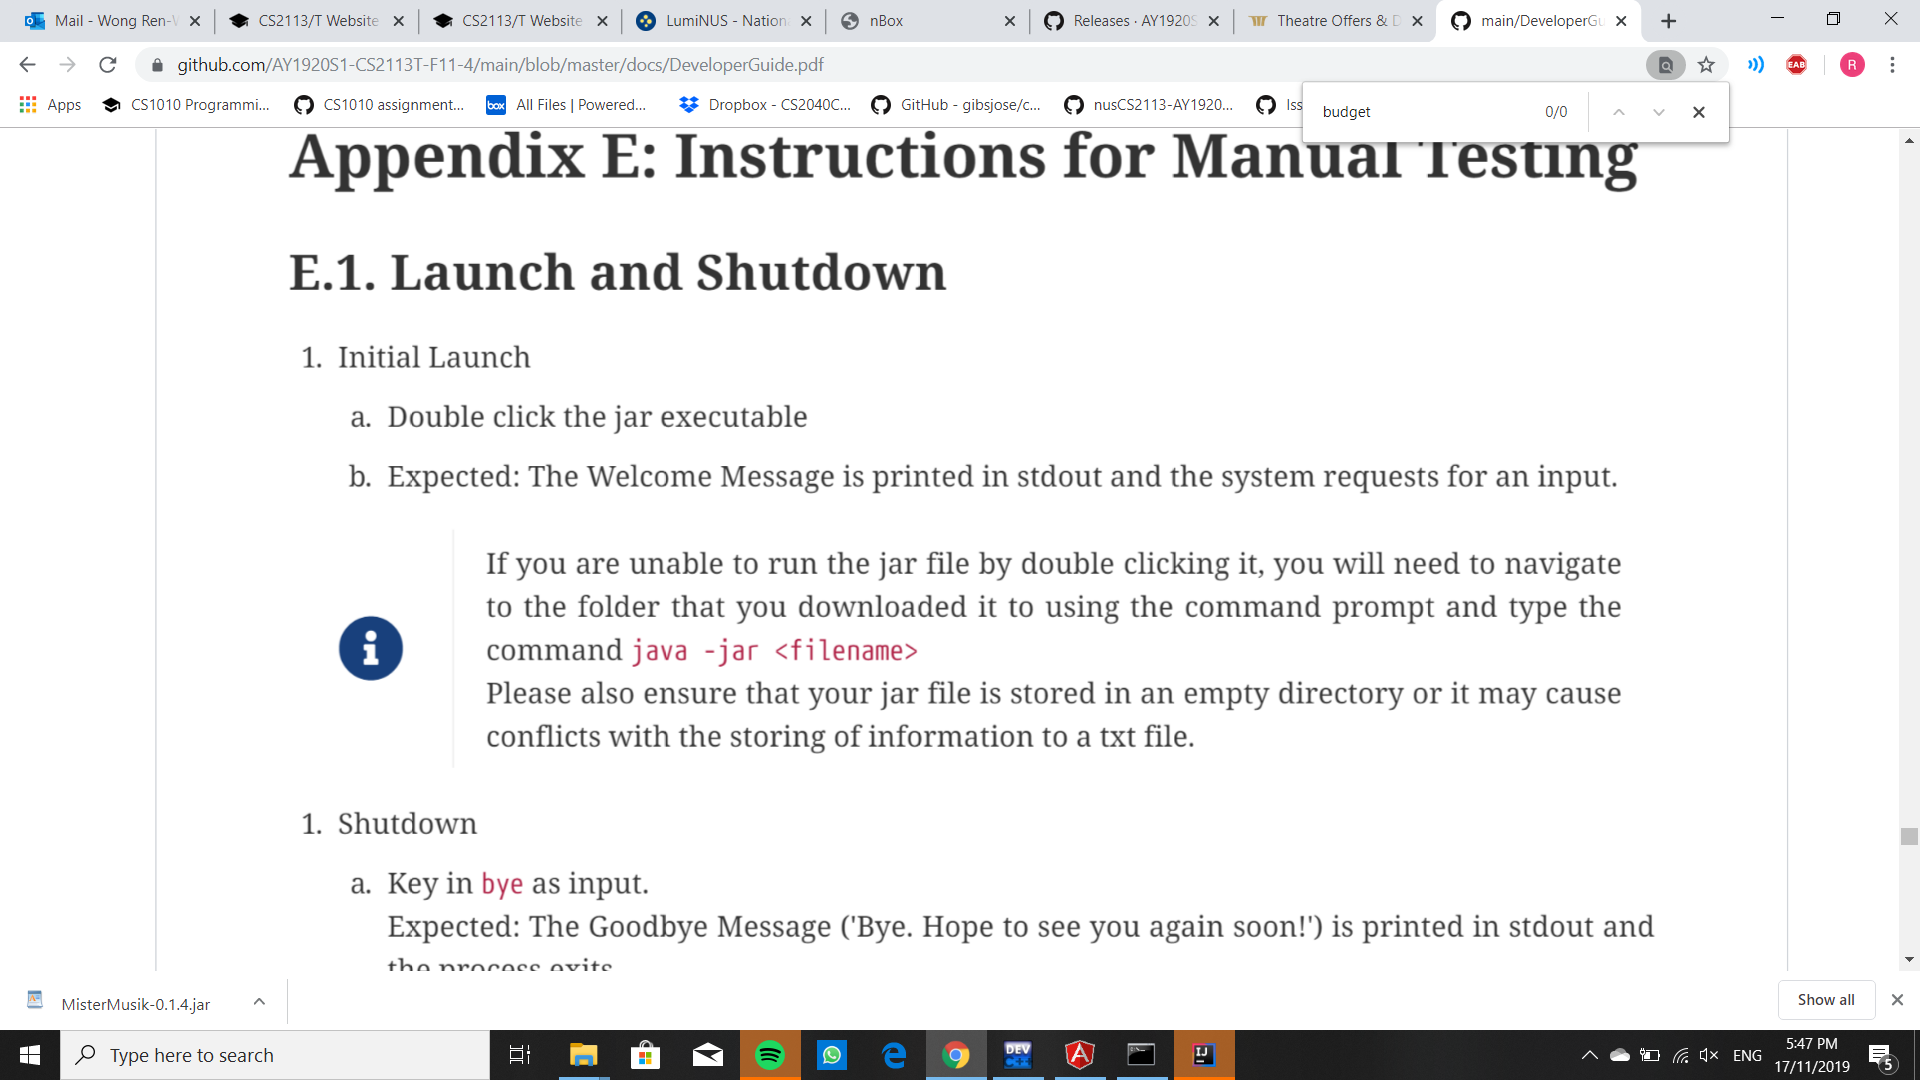 Mail - Wong Ren-W
CS2113/T Website
CS2113/T Website
LumiNUS - Nation
nBox
Releases · AY1920S
Theatre Offers & D
main/DeveloperGu
github.com/AY1920S1-CS2113T-F11-4/main/blob/master/docs/DeveloperGuide.pdf
EAB
R
Apps
CS1010 Programmi...
CS1010 assignment...
box
All Files | Powered...
Dropbox - CS2040C...
GitHub - gibsjose/c...
nusCS2113-AY1920...
Iss
budget
0/0
Appendix E: Instructions for Manual Testing
E.1. Launch and Shutdown
1. Initial Launch
a. Double click the jar executable
b. Expected: The Welcome Message is printed in stdout and the system requests for an input.
If you are unable to run the jar file by double clicking it, you will need to navigate
to the folder that you downloaded it to using the command prompt and type the
command java -jar <filename>
Please also ensure that your jar file is stored in an empty directory or it may cause
conflicts with the storing of information to a txt file.
1. Shutdown
a. Key in bye as input.
Expected: The Goodbye Message ('Bye. Hope to see you again soon!') is printed in stdout and
the process exits
MisterMusik-0.1.4.jar
Show all
Type here to search
DEV
IJ
ENG
5:47 PM
17/11/2019
5